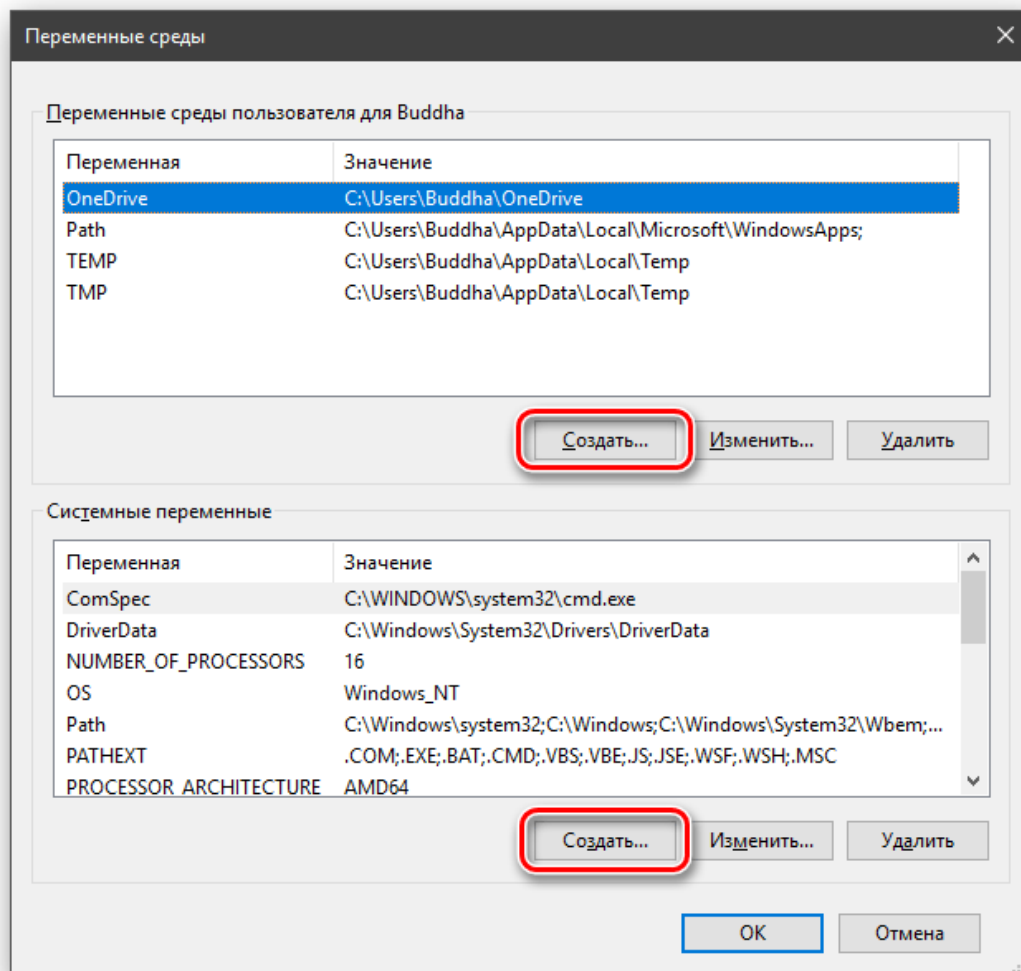 Переменные среды
Переменные среды пользователя для Buddha
Переменная Значение
OneDrive C:\Users\Buddha\OneDrive
Path C:\Users\Buddha\AppData\Local\Microsoft\WindowsApps;
TEMP C:\Users\Buddha\AppData\Local\Temp
TMP C:\Users\Buddha\AppData\Local\Temp
Создать... Изменить... Удалить
Системные переменные
Переменная Значение
ComSpec C:\WINDOWS\system32\cmd.exe
DriverData C:\Windows\System32\Drivers\DriverData
NUMBER_OF_PROCESSORS 16
OS Windows_NT
Path C:\Windows\system32;C:\Windows;C:\Windows\System32\Wbem;...
PATHEXT .COM;.EXE;.BAT;.CMD;.VBS;.VBE;.JS;.JSE;.WSF;.WSH;.MSC
PROCESSOR_ARCHITECTURE AMD64
Создать... Изменить... Удалить
ОК Отмена